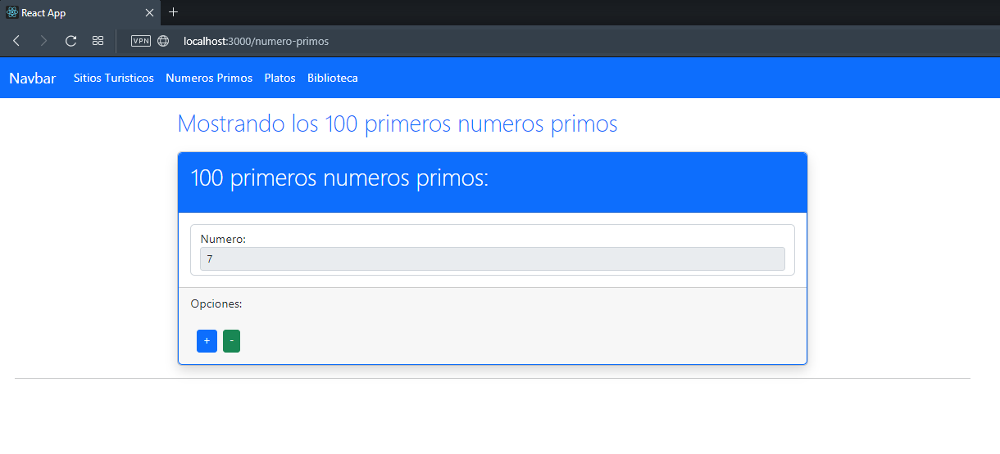 React App
VPN localhost:3000/numero-primos
Navbar Sitios Turisticos Numeros Primos Platos Biblioteca
Mostrando los 100 primeros numeros primos
100 primeros numeros primos:
Numero:
7
Opciones:
+ -